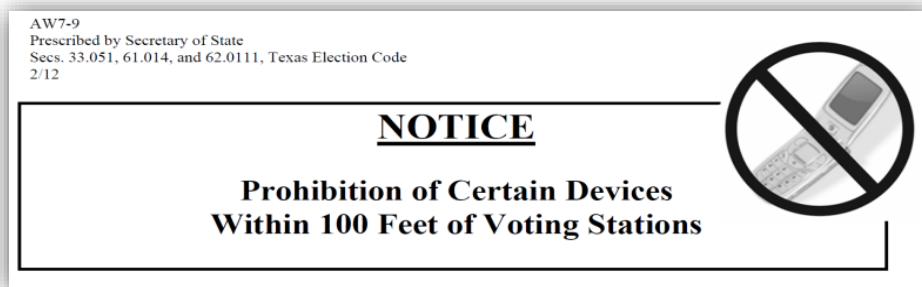 AW7-9
Prescribed by Secretary of State
Secs. 33.051, 61.014, and 62.0111, Texas Election Code
2/12
NOTICE
Prohibition of Certain Devices
Within 100 Feet of Voting Stations